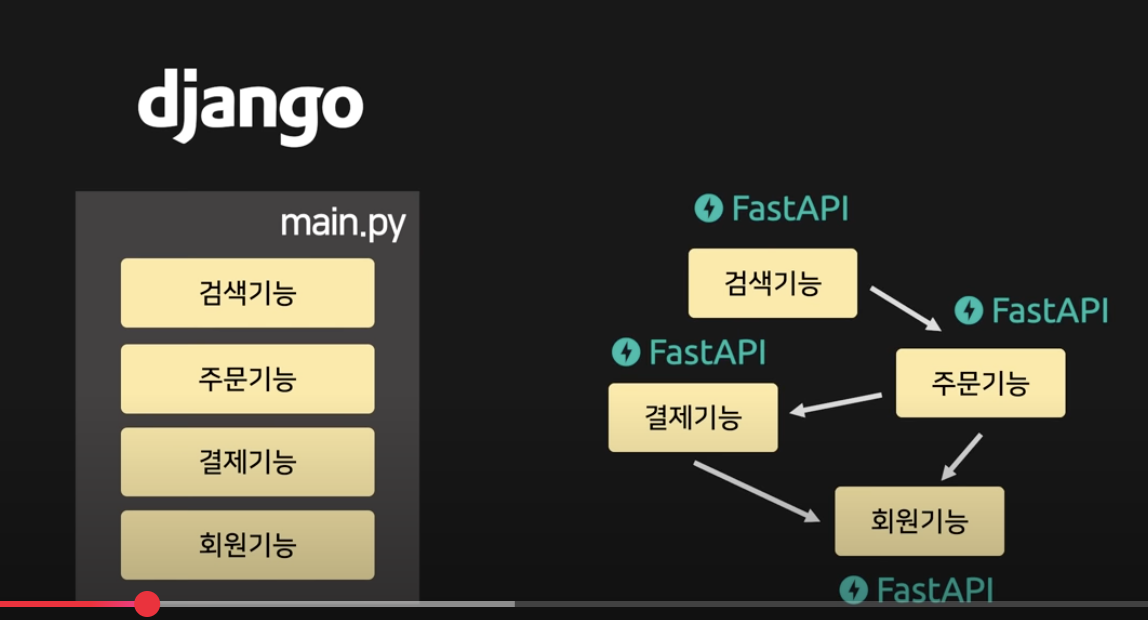 django
main.py
검색기능
주문기능
결제기능
회원기능
FastAPI
검색기능
FastAPI
주문기능
FastAPI
결제기능
회원기능
FastAPI